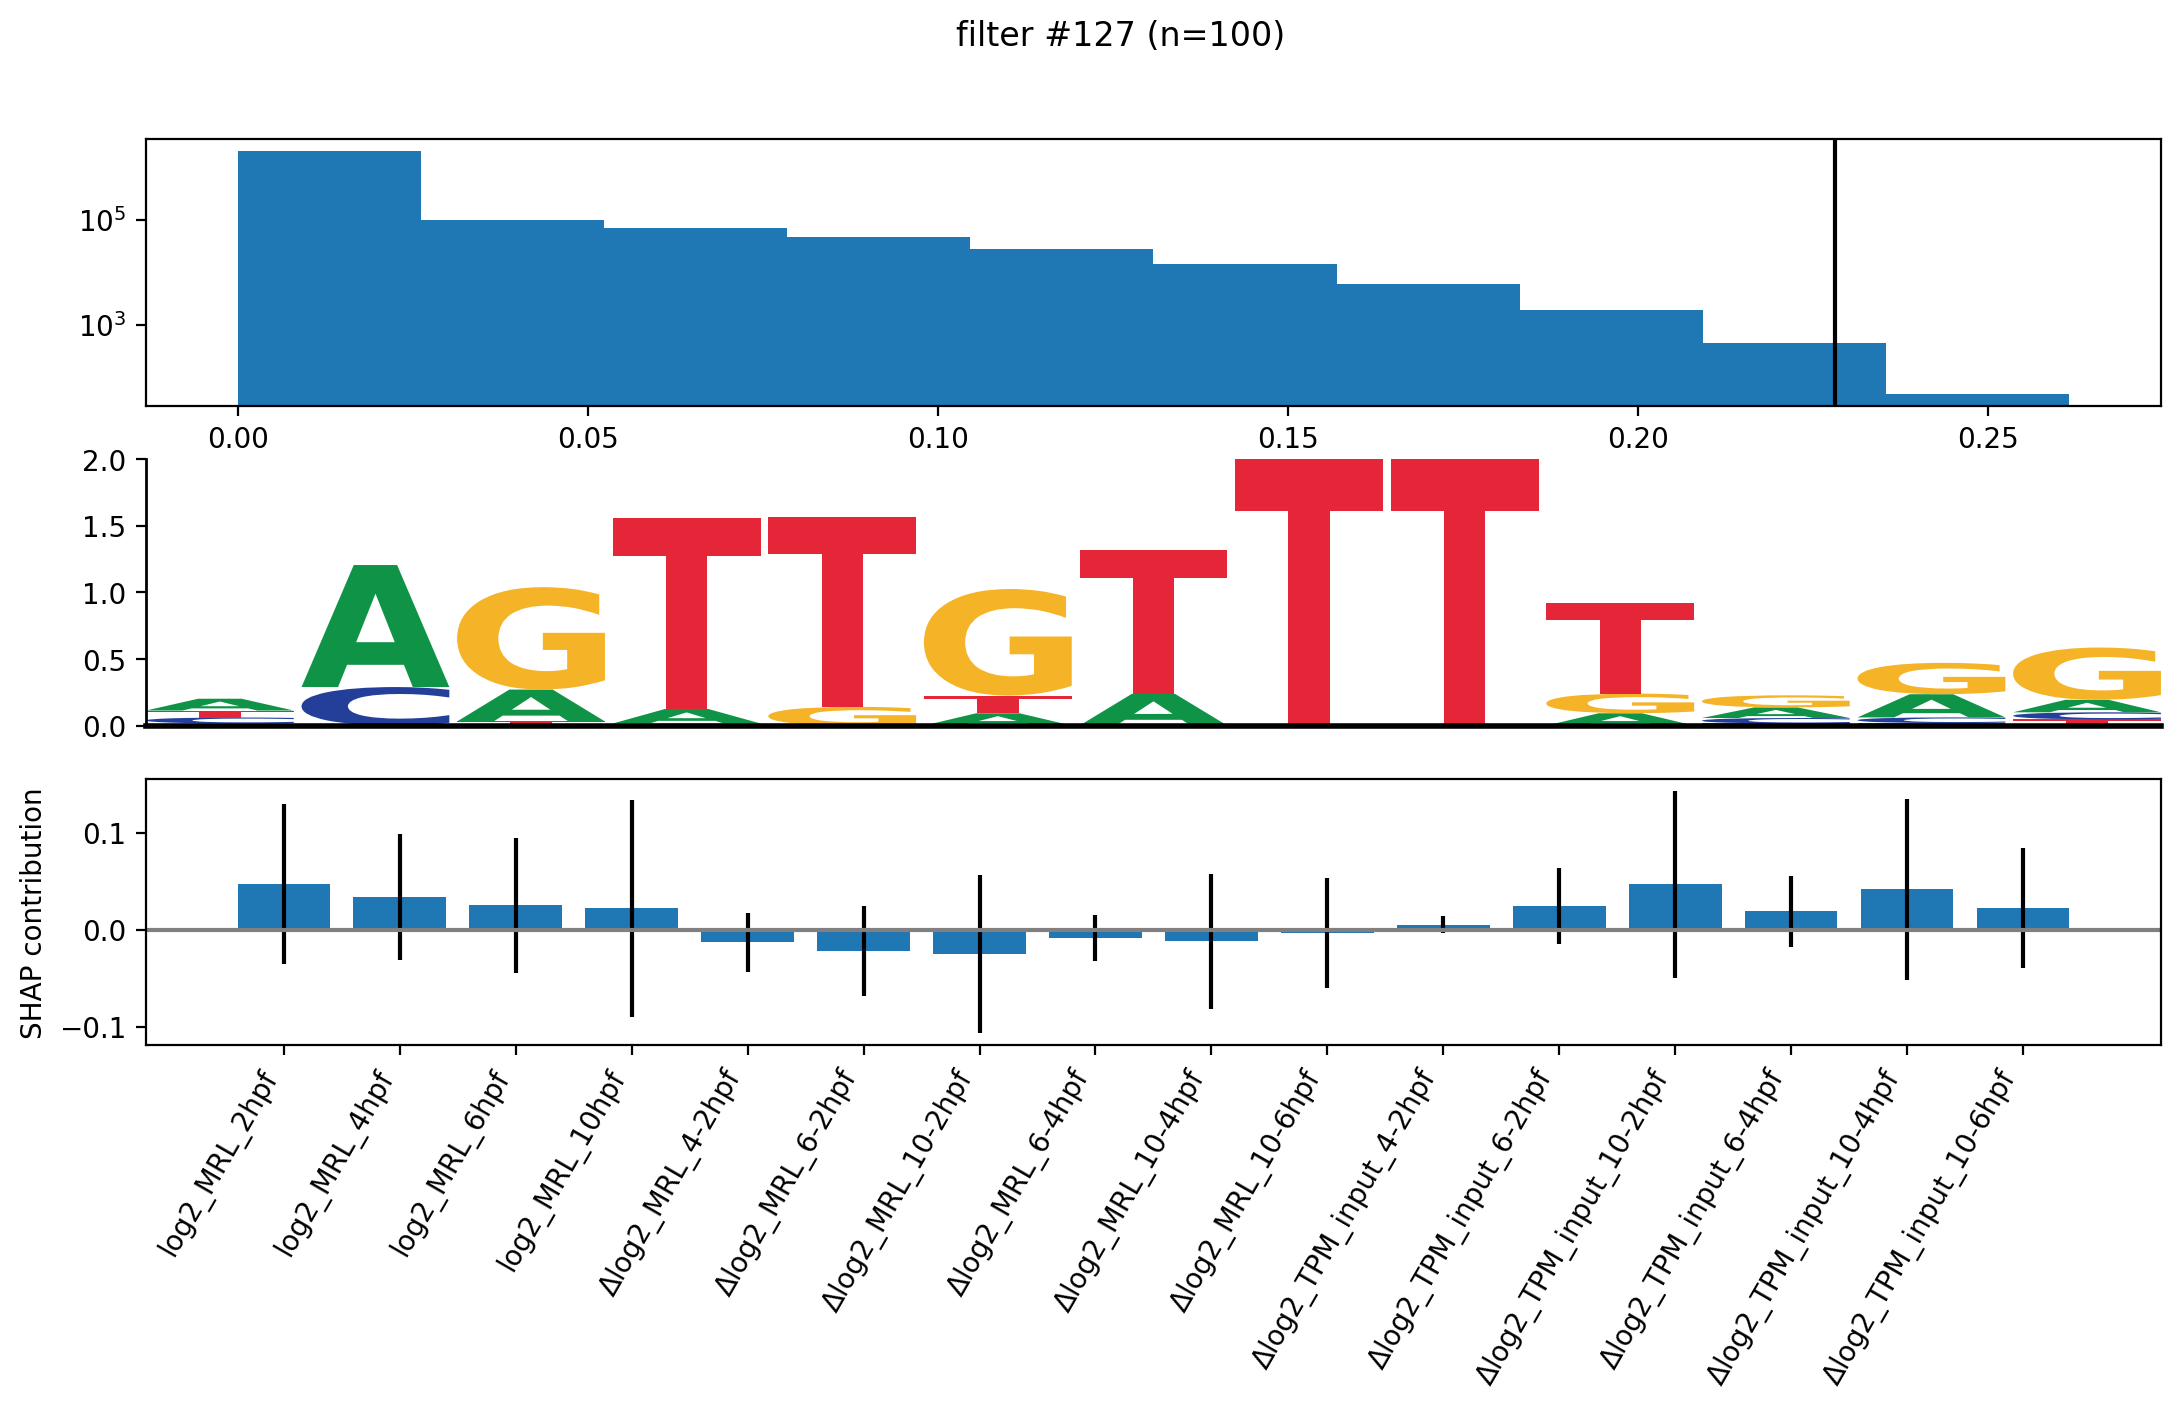 filter #127 (n=100)
10^5
10^3
0.00 0.05 0.10 0.15 0.20 0.25
2.0
1.5
1.0
0.5
0.0
A T C
A C
G A T
T A
T G
G T A
T A
T
T
T G A
G A C
G A C
G A C T
SHAP contribution
0.1
0.0
−0.1
log2_MRL_2hpf
log2_MRL_4hpf
log2_MRL_6hpf
log2_MRL_10hpf
Δlog2_MRL_4-2hpf
Δlog2_MRL_6-2hpf
Δlog2_MRL_10-2hpf
Δlog2_MRL_6-4hpf
Δlog2_MRL_10-4hpf
Δlog2_MRL_10-6hpf
Δlog2_TPM_input_4-2hpf
Δlog2_TPM_input_6-2hpf
Δlog2_TPM_input_10-2hpf
Δlog2_TPM_input_6-4hpf
Δlog2_TPM_input_10-4hpf
Δlog2_TPM_input_10-6hpf